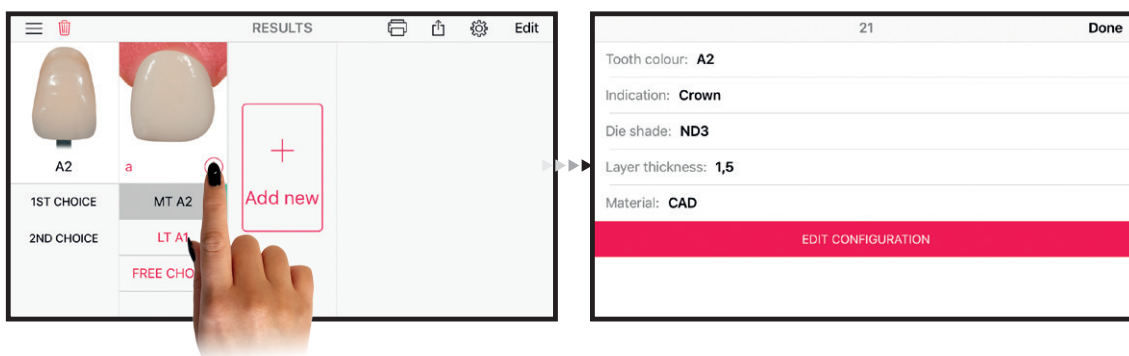 RESULTS
Edit
A2
a
1ST CHOICE
MT A2
2ND CHOICE
LT A1
FREE CHO
+
Add new
21
Done
Tooth colour: A2
Indication: Crown
Die shade: ND3
Layer thickness: 1,5
Material: CAD
EDIT CONFIGURATION